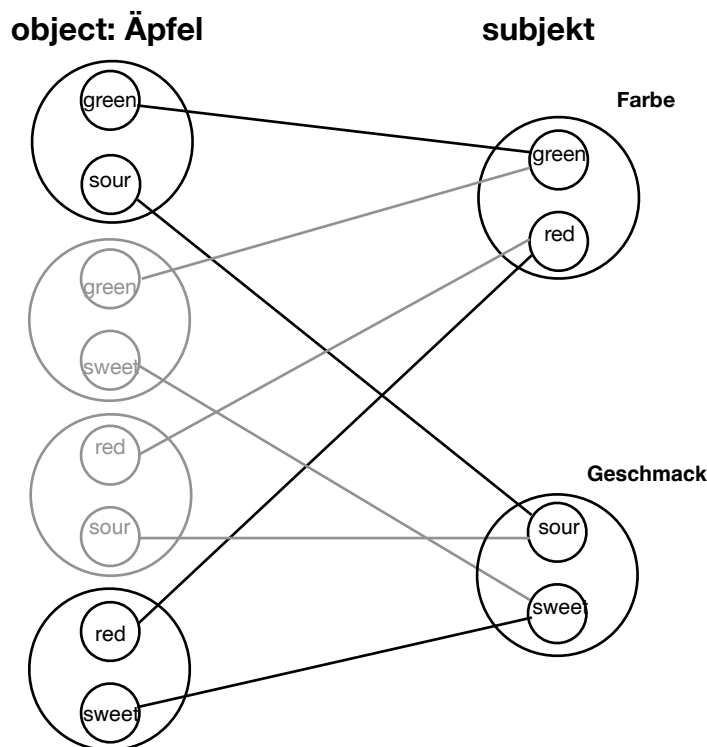 object: Äpfel
subjekt
green
sour
green
sweet
red
sour
red
sweet
Farbe
green
red
Geschmack
sour
sweet